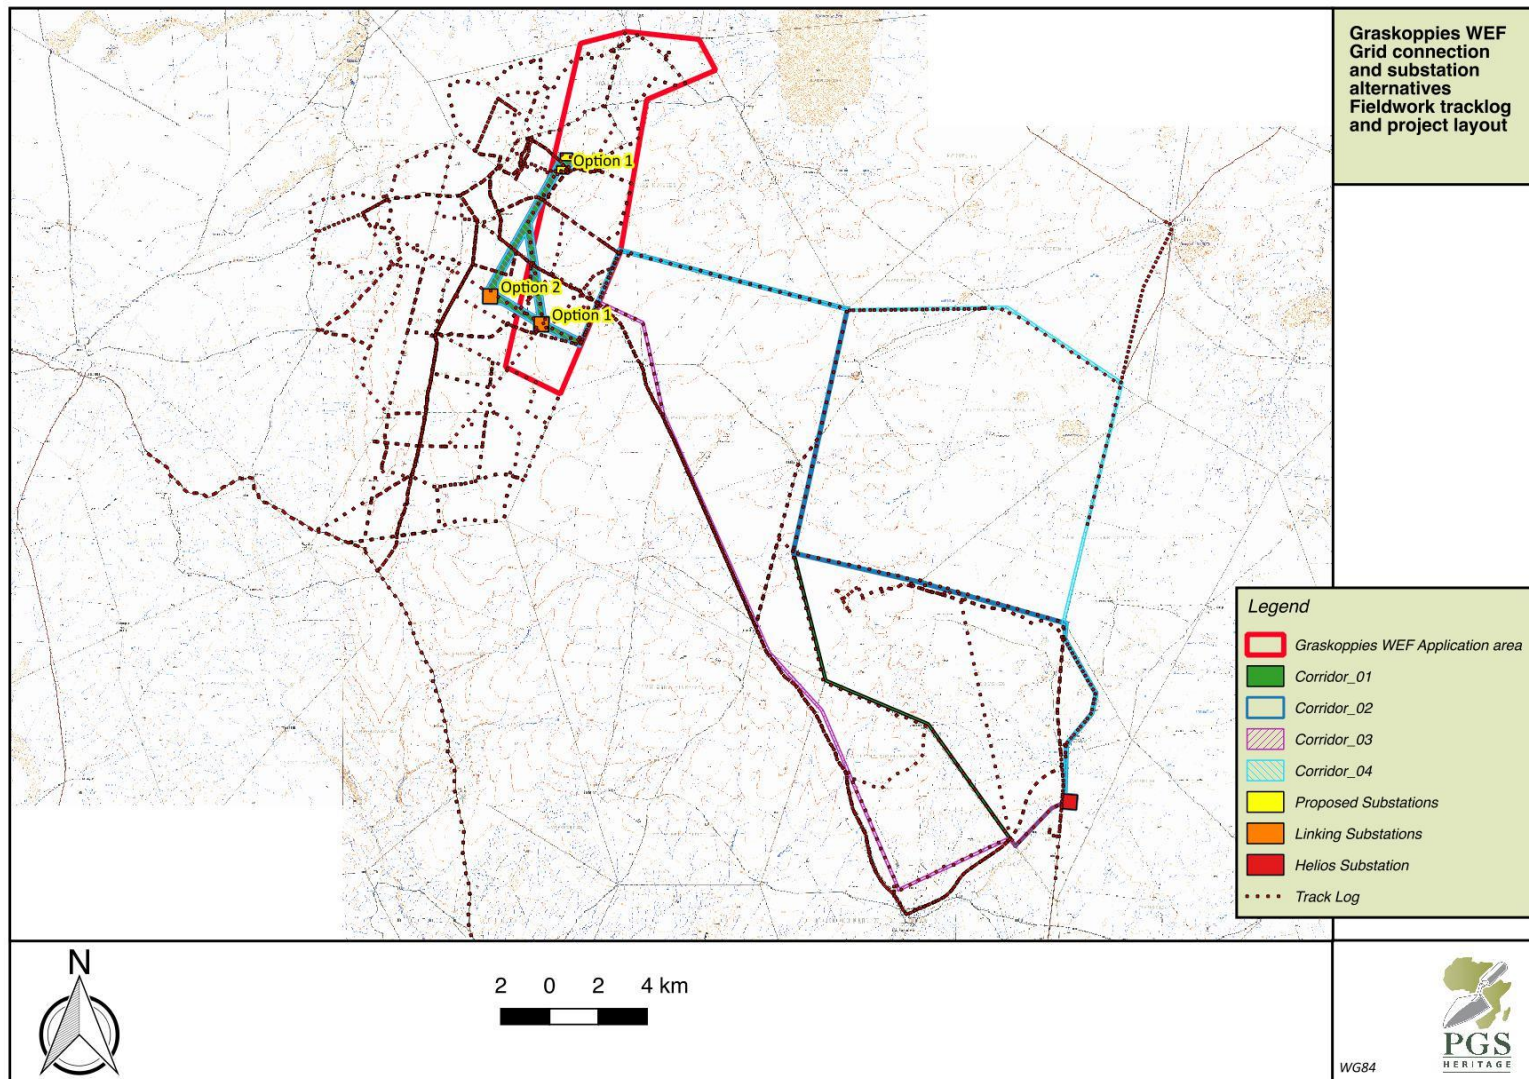 Graskoppies WEF
Grid connection
and substation
alternatives
Fieldwork tracklog
and project layout
Option 1
Option 2
Option 1
Legend
Graskoppies WEF Application area
Corridor_01
Corridor_02
Corridor_03
Corridor_04
Proposed Substations
Linking Substations
Helios Substation
Track Log
N
2 0 2 4 km
PGS
HERITAGE
WG84